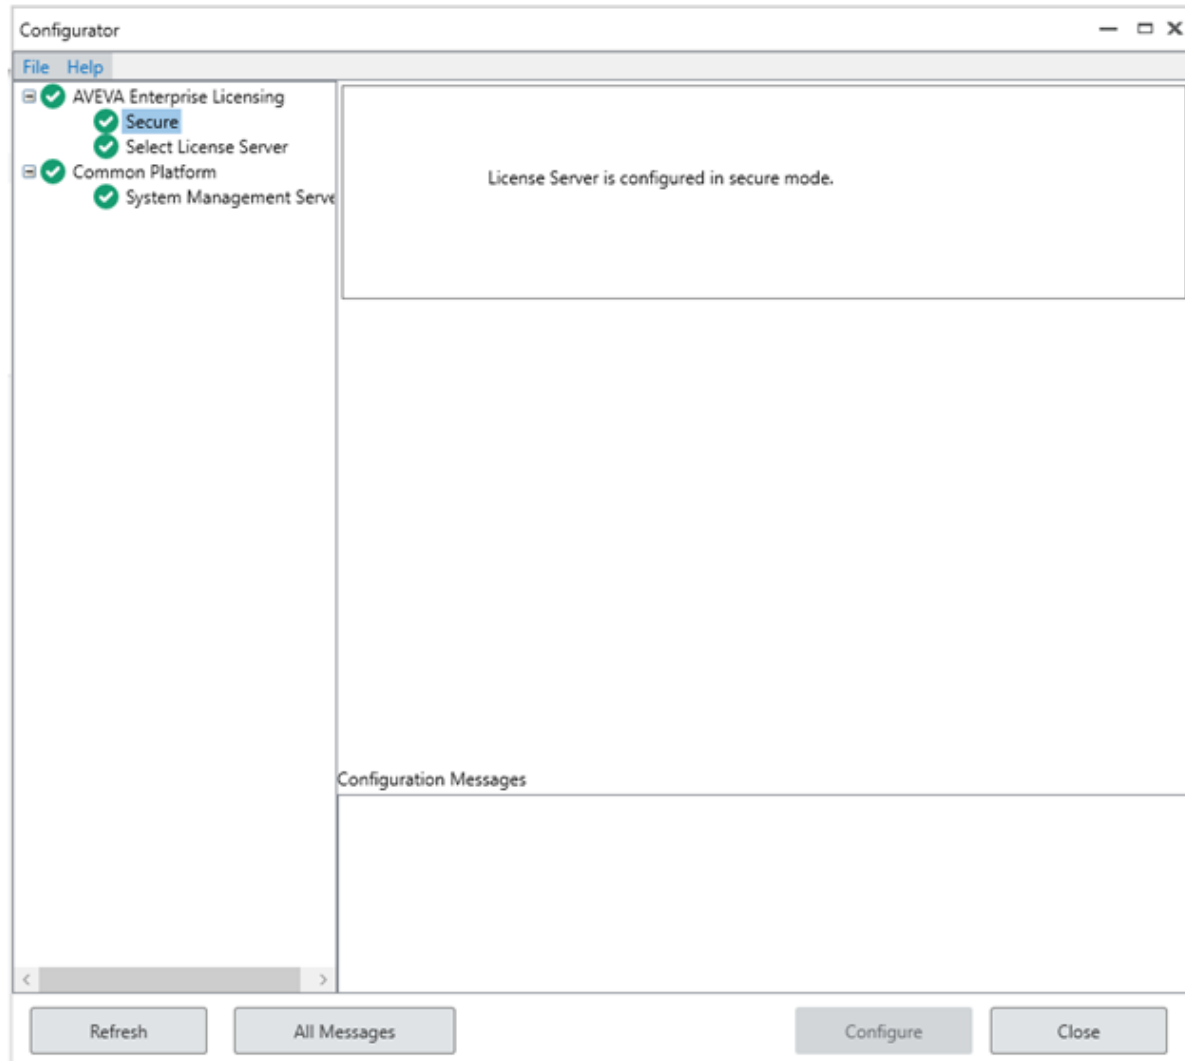 Configurator
File Help
AVEVA Enterprise Licensing
Secure
Select License Server
Common Platform
System Management Serve
License Server is configured in secure mode.
Configuration Messages
Refresh
All Messages
Configure
Close